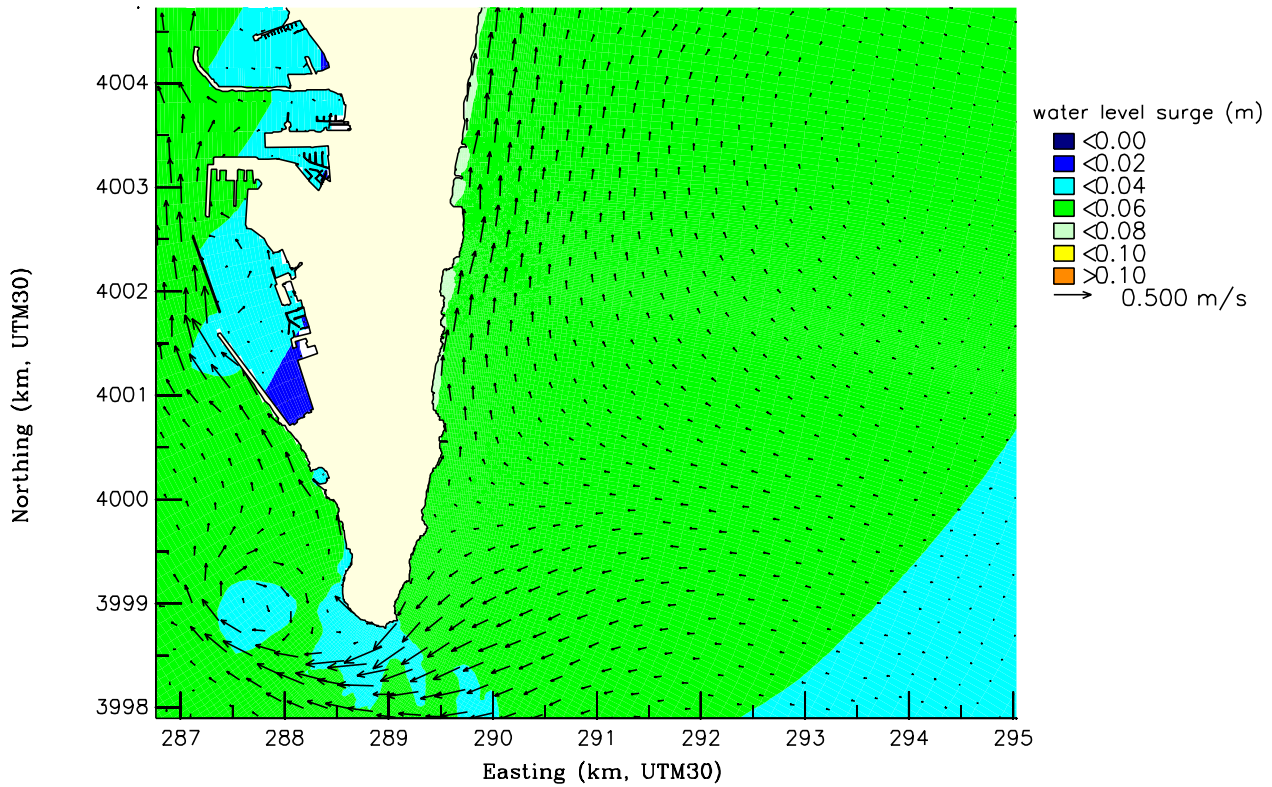 4004
4003
4002
4001
4000
3999
3998
Northing (km, UTM30)
287 288 289 290 291 292 293 294 295
Easting (km, UTM30)
water level surge (m)
<0.00
<0.02
<0.04
<0.06
<0.08
<0.10
>0.10
0.500 m/s